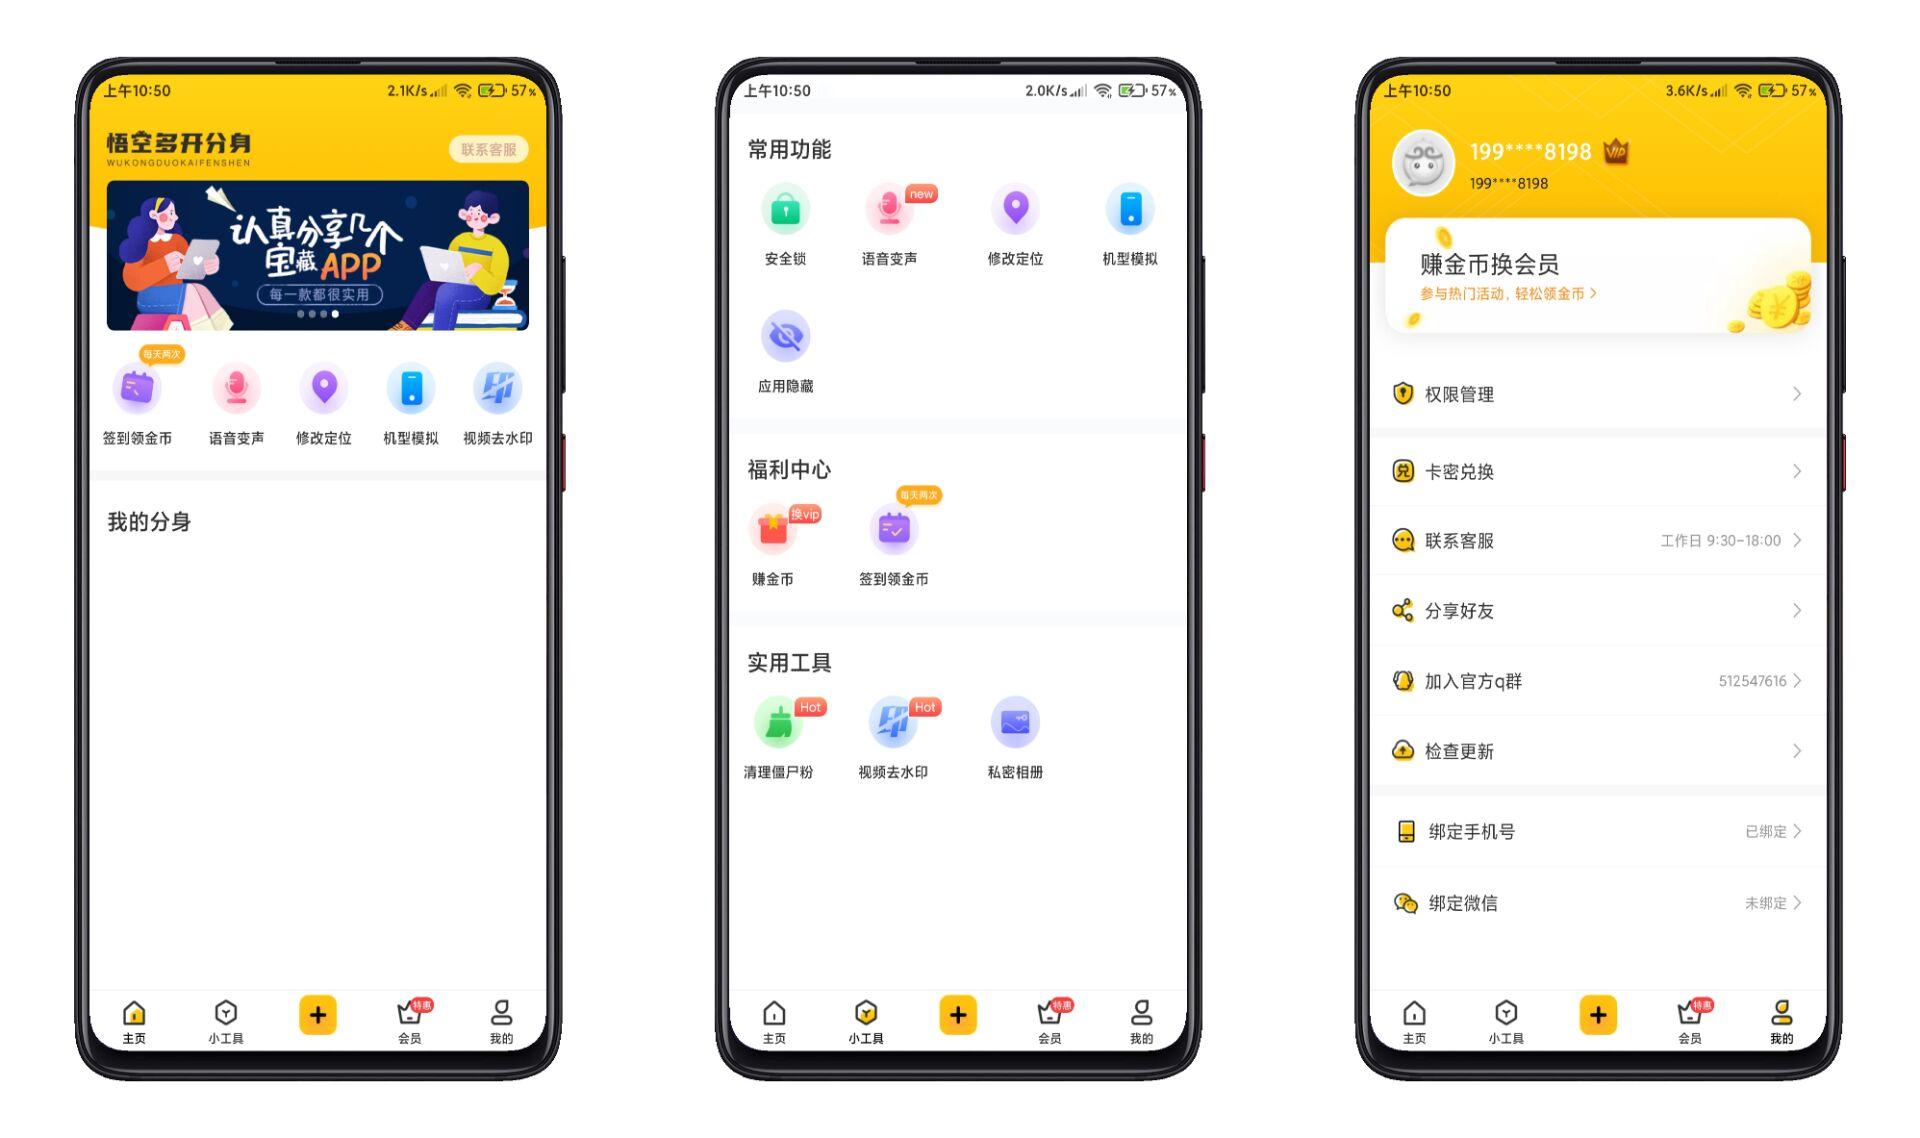 上午10:50
2.1K/s
57%
悟空多开分身
WUKONGDUOKAIFENSHEN
联系客服
认真分享几个
宝藏APP
每一款都很实用
每天两次
签到领金币
语音变声
修改定位
机型模拟
视频去水印
我的分身
主页
小工具
+
特惠
会员
我的
上午10:50
2.0K/s
57%
常用功能
new
安全锁
语音变声
修改定位
机型模拟
应用隐藏
福利中心
换vip
每天两次
赚金币
签到领金币
实用工具
Hot
Hot
清理僵尸粉
视频去水印
私密相册
主页
小工具
+
特惠
会员
我的
上午10:50
3.6K/s
57%
199****8198
VIP
199****8198
赚金币换会员
参与热门活动，轻松领金币 >
权限管理
兑
卡密兑换
联系客服
工作日 9:30-18:00
分享好友
加入官方q群
512547616
检查更新
绑定手机号
已绑定
绑定微信
未绑定
主页
小工具
+
特惠
会员
我的